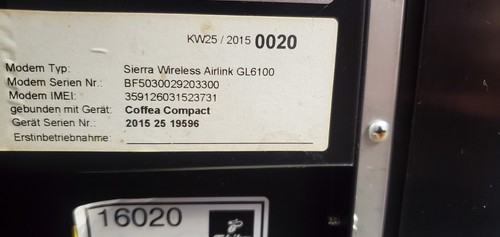 KW25 / 2015 0020
Modem Typ: Sierra Wireless Airlink GL6100
Modem Serien Nr.: BF5030029203300
Modem IMEI: 359126031523731
gebunden mit Gerät: Coffea Compact
Gerät Serien Nr.: 2015 25 19596
Erstinbetriebnahme:
16020